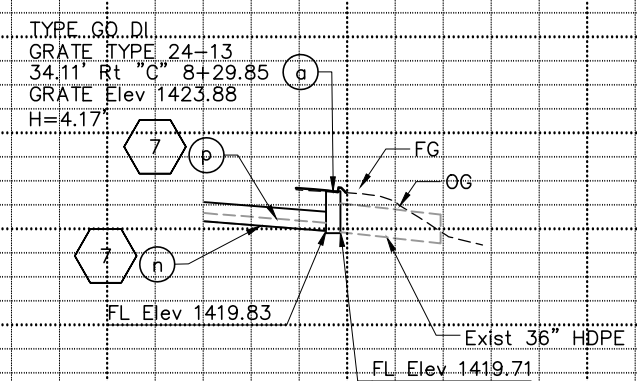 TYPE GO DI
GRATE TYPE 24-13
34.11' Rt "C" 8+29.85
GRATE Elev 1423.88
H=4.17'
a
7
p
FG
OG
7
n
FL Elev 1419.83
Exist 36" HDPE
FL Elev 1419.71